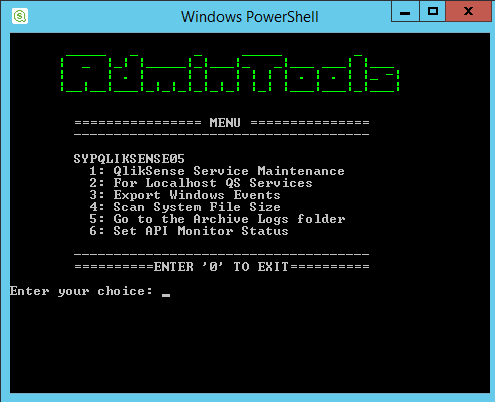 Windows PowerShell
================ MENU ===============
SYPQLIKSENSE05
1: QlikSense Service Maintenance
2: For Localhost QS Services
3: Export Windows Events
4: Scan System File Size
5: Go to the Archive Logs folder
6: Set API Monitor Status
==========ENTER '0' TO EXIT==========
Enter your choice: _